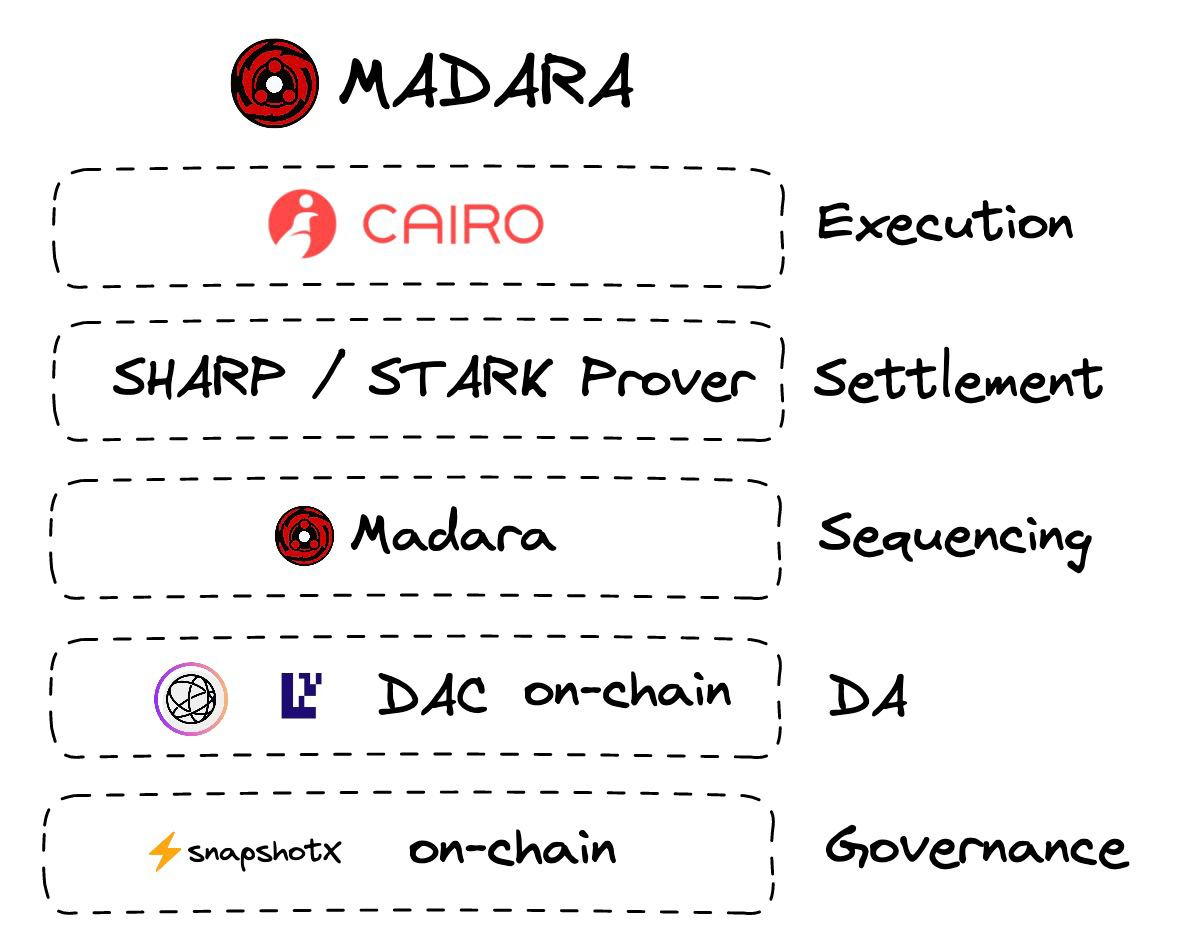 MADARA
CAIRO Execution
SHARP / STARK Prover Settlement
Madara Sequencing
DAC on-chain DA
snapshotX on-chain Governance